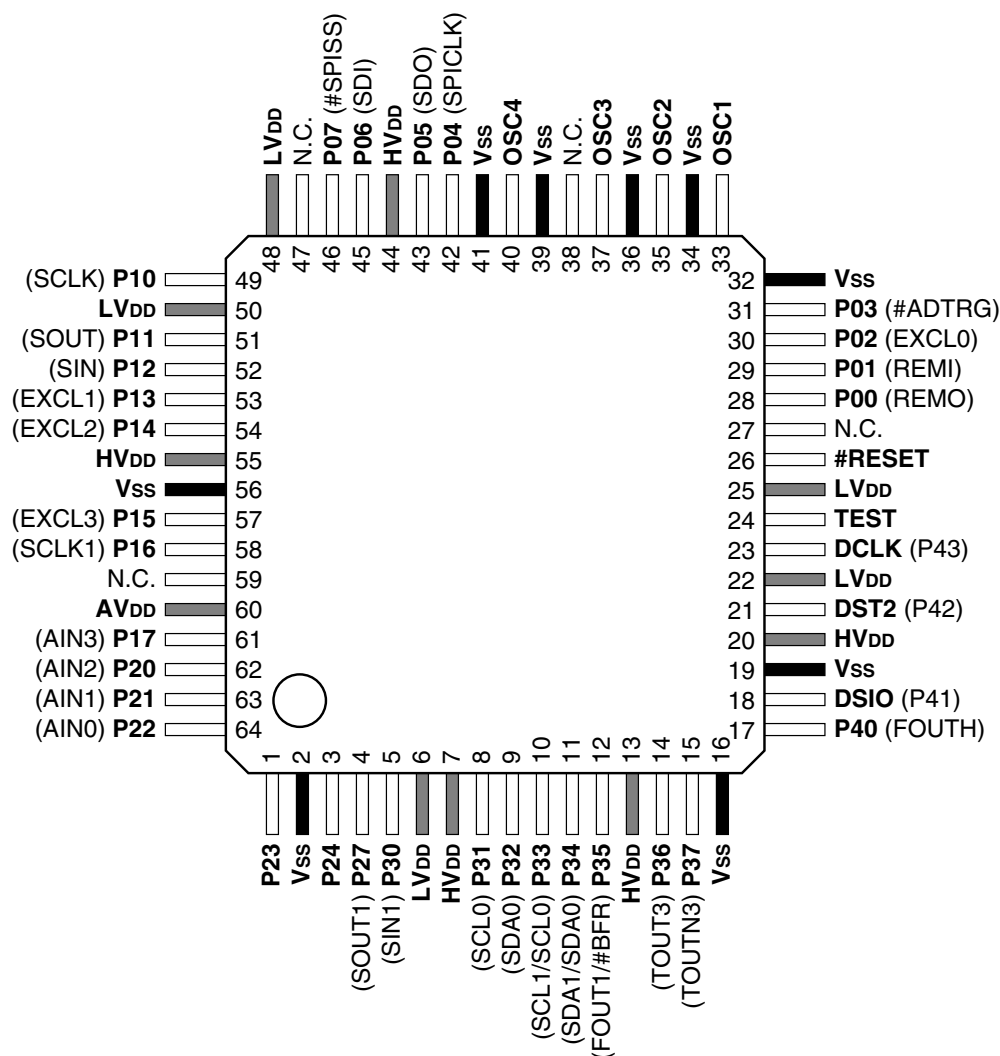 LVDD
N.C.
P07 (#SPISS)
P06 (SDI)
HVDD
P05 (SDO)
P04 (SPICLK)
VSS
OSC4
VSS
N.C.
OSC3
VSS
OSC2
VSS
OSC1
48
47
46
45
44
43
42
41
40
39
38
37
36
35
34
33
(SCLK) P10 49
LVDD 50
(SOUT) P11 51
(SIN) P12 52
(EXCL1) P13 53
(EXCL2) P14 54
HVDD 55
VSS 56
(EXCL3) P15 57
(SCLK1) P16 58
N.C. 59
AVDD 60
(AIN3) P17 61
(AIN2) P20 62
(AIN1) P21 63
(AIN0) P22 64
32 VSS
31 P03 (#ADTRG)
30 P02 (EXCL0)
29 P01 (REMI)
28 P00 (REMO)
27 N.C.
26 #RESET
25 LVDD
24 TEST
23 DCLK (P43)
22 LVDD
21 DST2 (P42)
20 HVDD
19 VSS
18 DSIO (P41)
17 P40 (FOUTH)
1
2
3
4
5
6
7
8
9
10
11
12
13
14
15
16
P23
VSS
P24
(SOUT1) P27
(SIN1) P30
LVDD
HVDD
(SCL0) P31
(SDA0) P32
(SCL1/SCL0) P33
(SDA1/SDA0) P34
(FOUT1/#BFR) P35
HVDD
(TOUT3) P36
(TOUTN3) P37
VSS